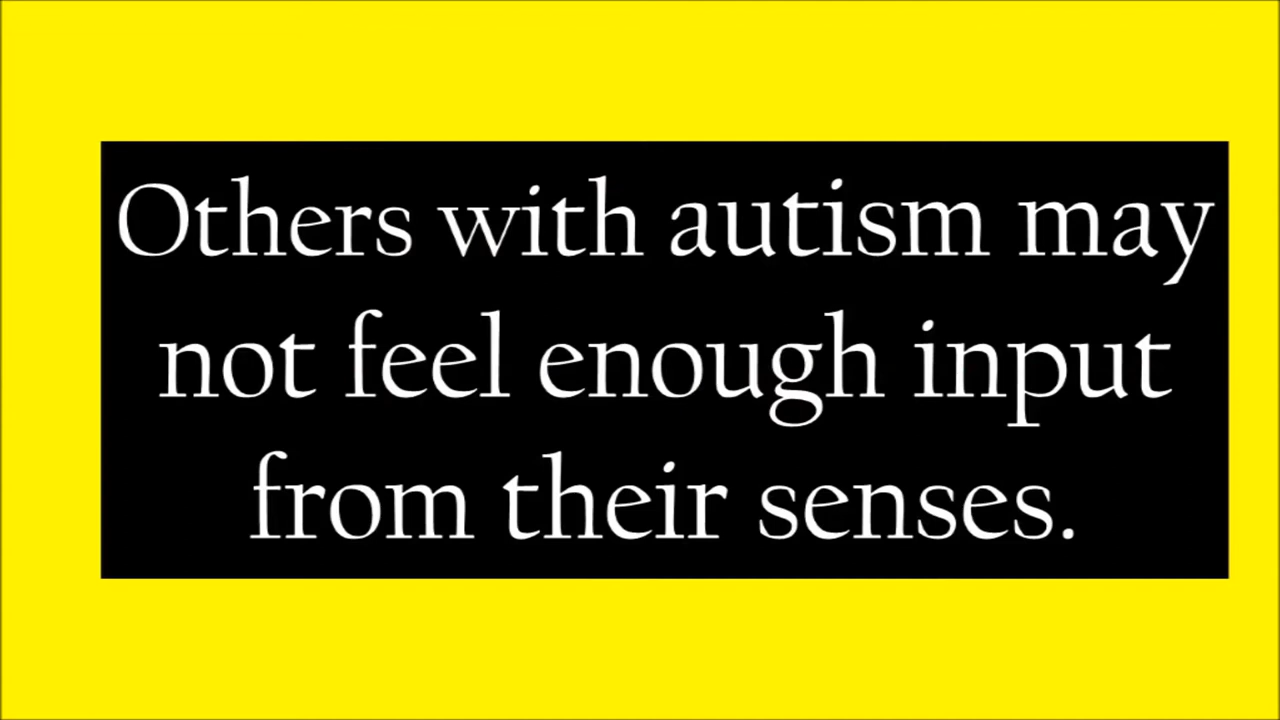 Others with autism may
not feel enough input
from their senses.